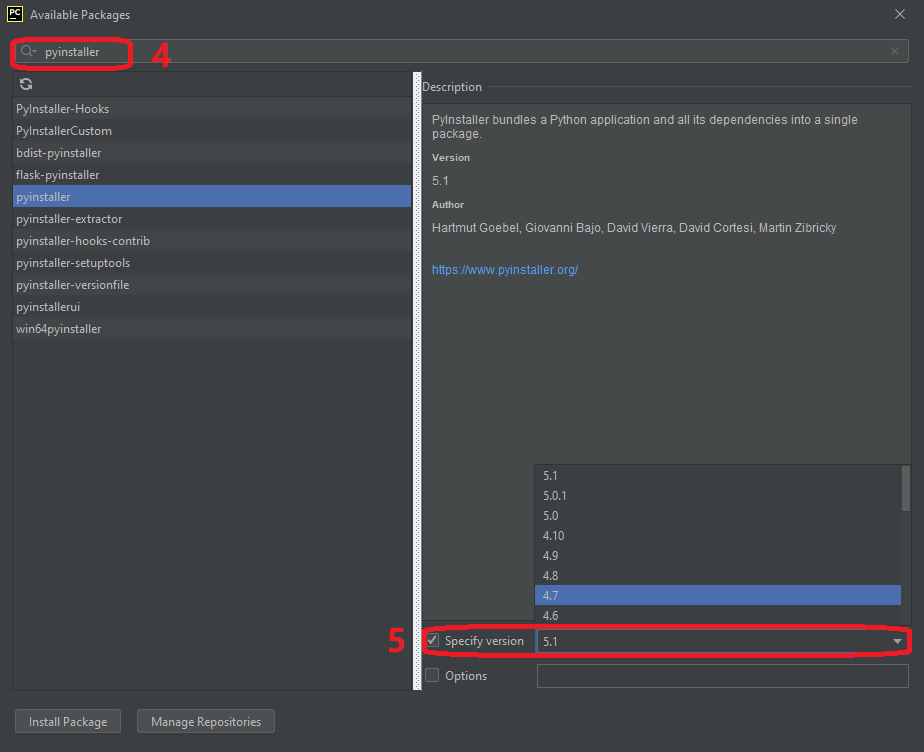 PC
Available Packages
pyinstaller
4
PyInstaller-Hooks
PyInstallerCustom
bdist-pyinstaller
flask-pyinstaller
pyinstaller
pyinstaller-extractor
pyinstaller-hooks-contrib
pyinstaller-setuptools
pyinstaller-versionfile
pyinstallerui
win64pyinstaller
Description
PyInstaller bundles a Python application and all its dependencies into a single
package.
Version
5.1
Author
Hartmut Goebel, Giovanni Bajo, David Vierra, David Cortesi, Martin Zibricky
https://www.pyinstaller.org/
5.1
5.0.1
5.0
4.10
4.9
4.8
4.7
4.6
5
Specify version
5.1
Options
Install Package
Manage Repositories